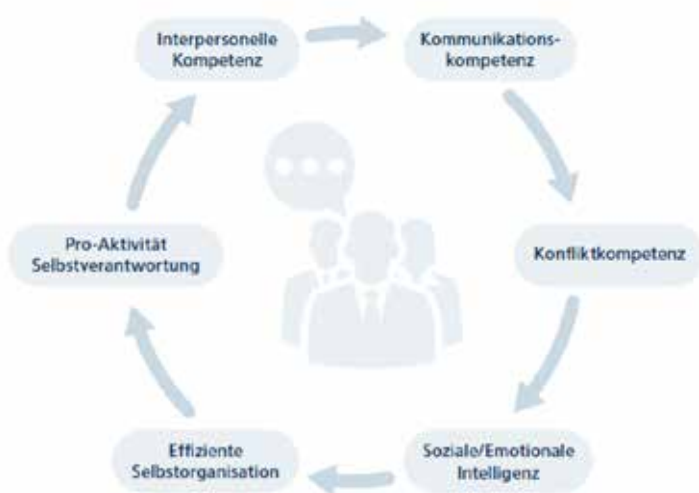 Interpersonelle
Kompetenz
Kommunikations-
kompetenz
Konfliktkompetenz
Soziale/Emotionale
Intelligenz
Effiziente
Selbstorganisation
Pro-Aktivität
Selbstverantwortung